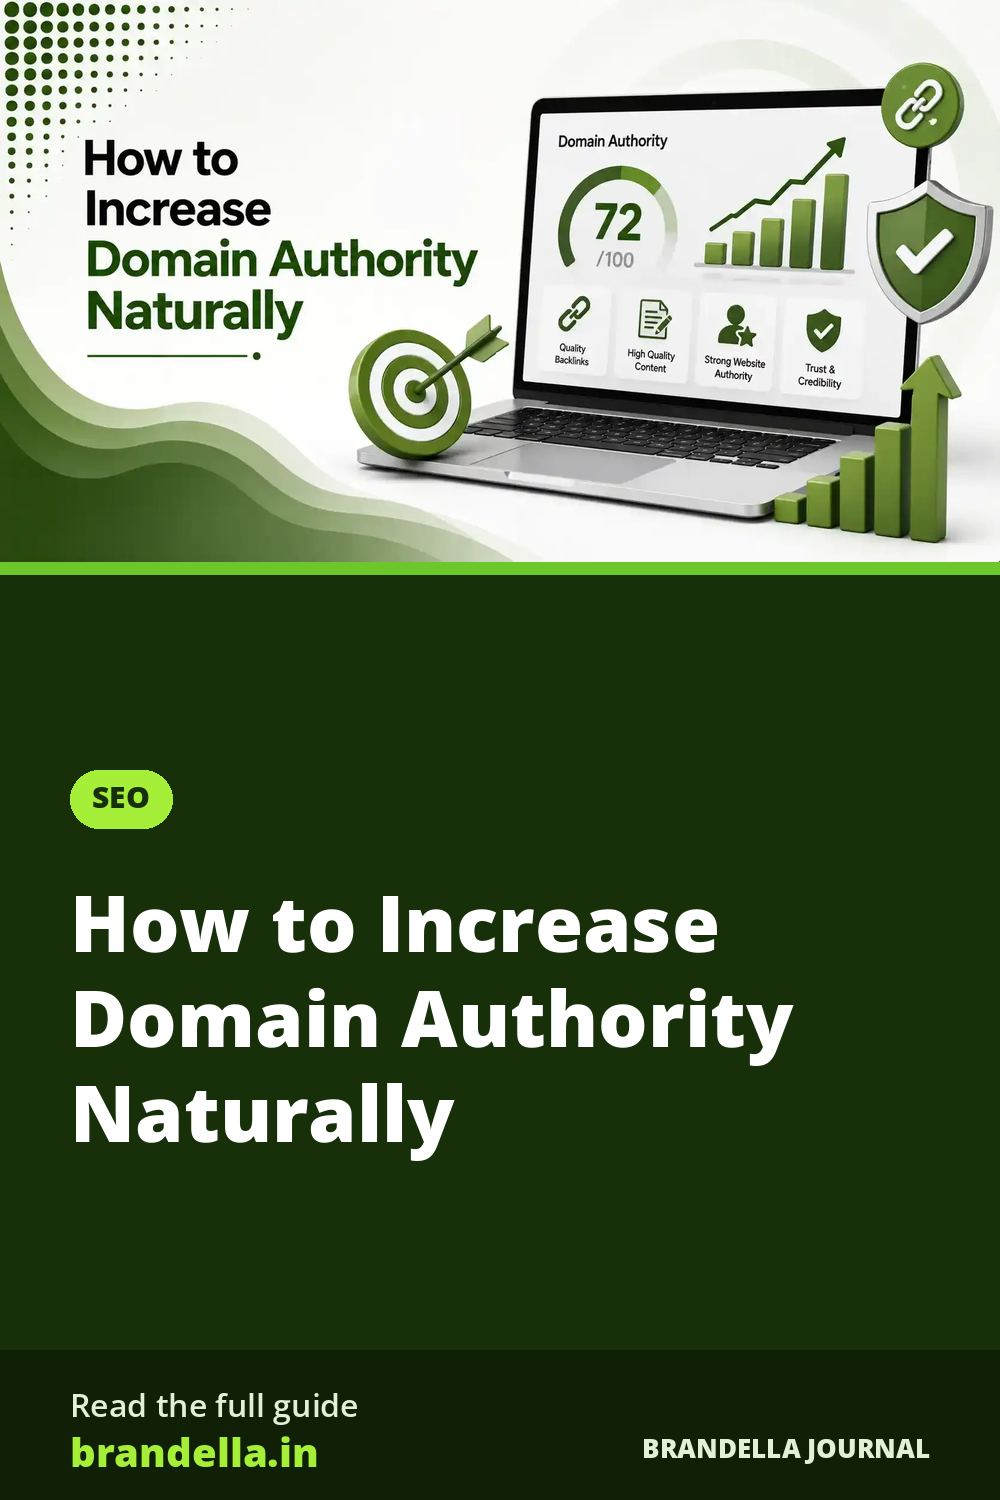 How to
Increase
Domain Authority
Naturally
Domain Authority
72
/100
Quality
Backlinks
High Quality
Content
Strong Website
Authority
Trust &
Credibility
SEO
How to Increase
Domain Authority
Naturally
Read the full guide
brandella.in
BRANDELLA JOURNAL